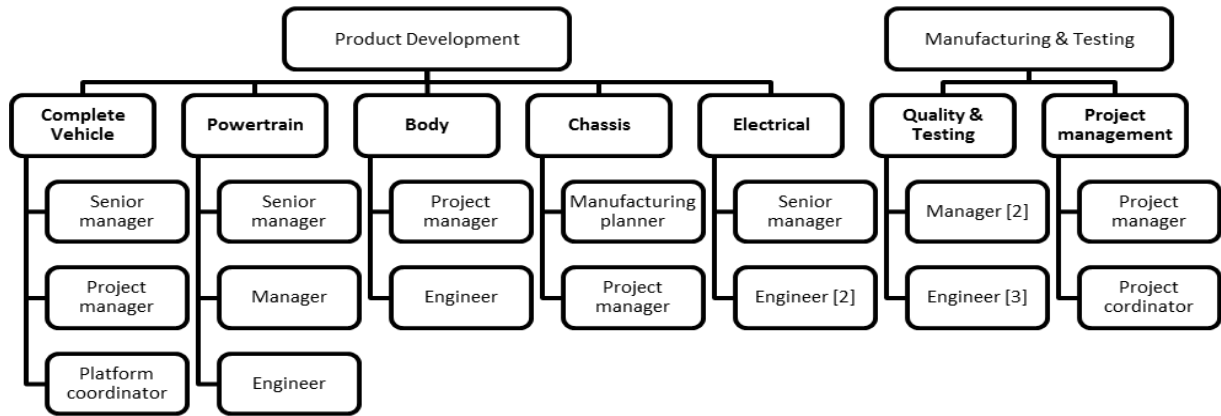 Product Development
Manufacturing & Testing
Complete
Vehicle
Powertrain
Body
Chassis
Electrical
Quality &
Testing
Project
management
Senior
manager
Senior
manager
Project
manager
Manufacturing
planner
Senior
manager
Manager [2]
Project
manager
Project
manager
Manager
Engineer
Project
manager
Engineer [2]
Engineer [3]
Project
cordinator
Platform
coordinator
Engineer